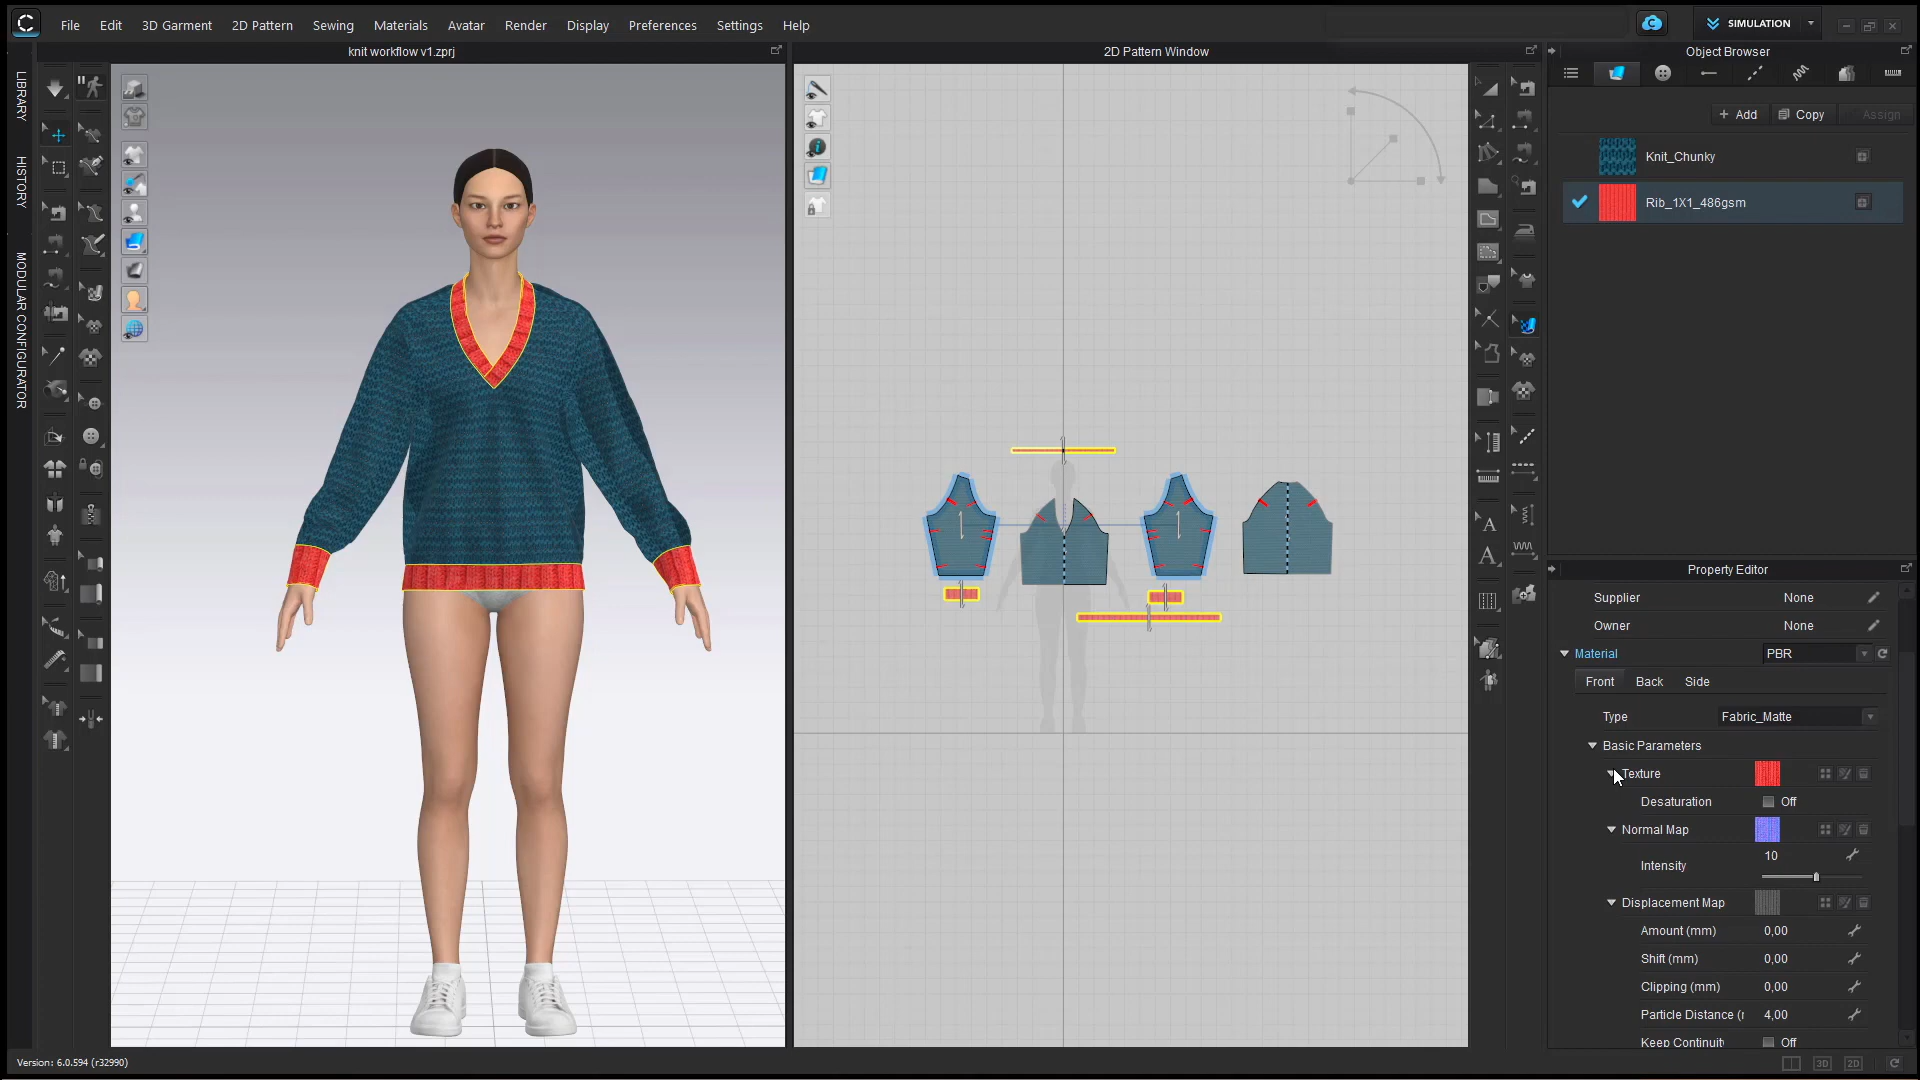 File Edit 3D Garment 2D Pattern Sewing Materials Avatar Render Display Preferences Settings Help
SIMULATION
knit workflow v1.zprj
2D Pattern Window
Object Browser
LIBRARY
HISTORY
MODULAR CONFIGURATOR
+ Add Copy Assign
Knit_Chunky
Rib_1X1_486gsm
Property Editor
Supplier None
Owner None
Material PBR
Front Back Side
Type Fabric_Matte
Basic Parameters
Texture
Desaturation Off
Normal Map
10
Intensity
Displacement Map
Amount (mm) 0,00
Shift (mm) 0,00
Clipping (mm) 0,00
Particle Distance (r 4,00
Keep Continuity Off
Version: 6.0.594 (r32990)
3D 2D